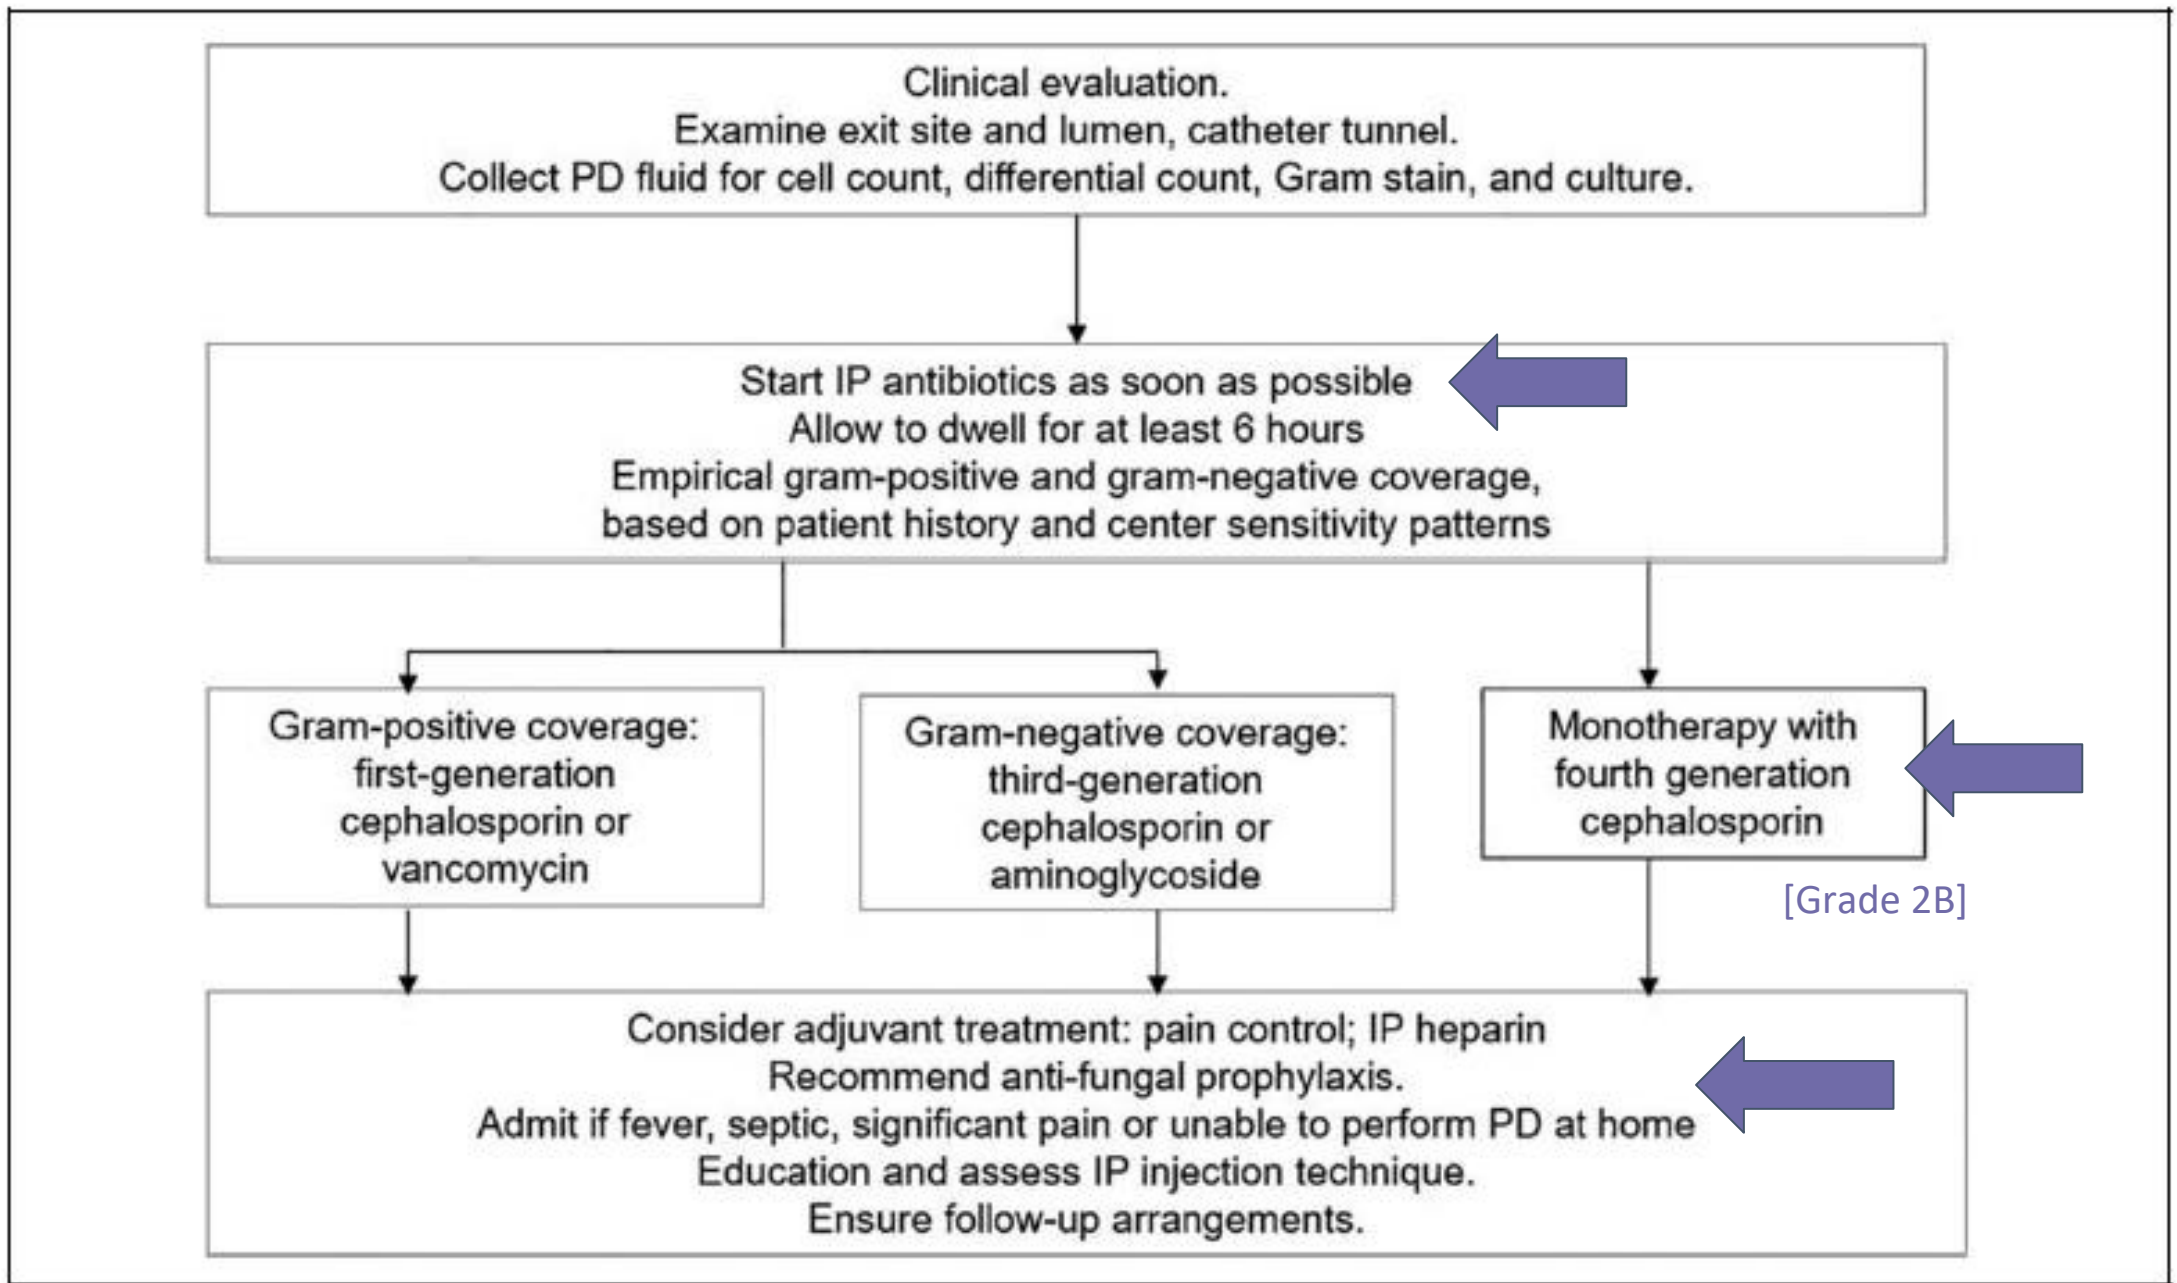 Clinical evaluation.
Examine exit site and lumen, catheter tunnel.
Collect PD fluid for cell count, differential count, Gram stain, and culture.
Start IP antibiotics as soon as possible
Allow to dwell for at least 6 hours
Empirical gram-positive and gram-negative coverage,
based on patient history and center sensitivity patterns
Gram-positive coverage:
first-generation
cephalosporin or
vancomycin
Gram-negative coverage:
third-generation
cephalosporin or
aminoglycoside
Monotherapy with
fourth generation
cephalosporin
[Grade 2B]
Consider adjuvant treatment: pain control; IP heparin
Recommend anti-fungal prophylaxis.
Admit if fever, septic, significant pain or unable to perform PD at home
Education and assess IP injection technique.
Ensure follow-up arrangements.